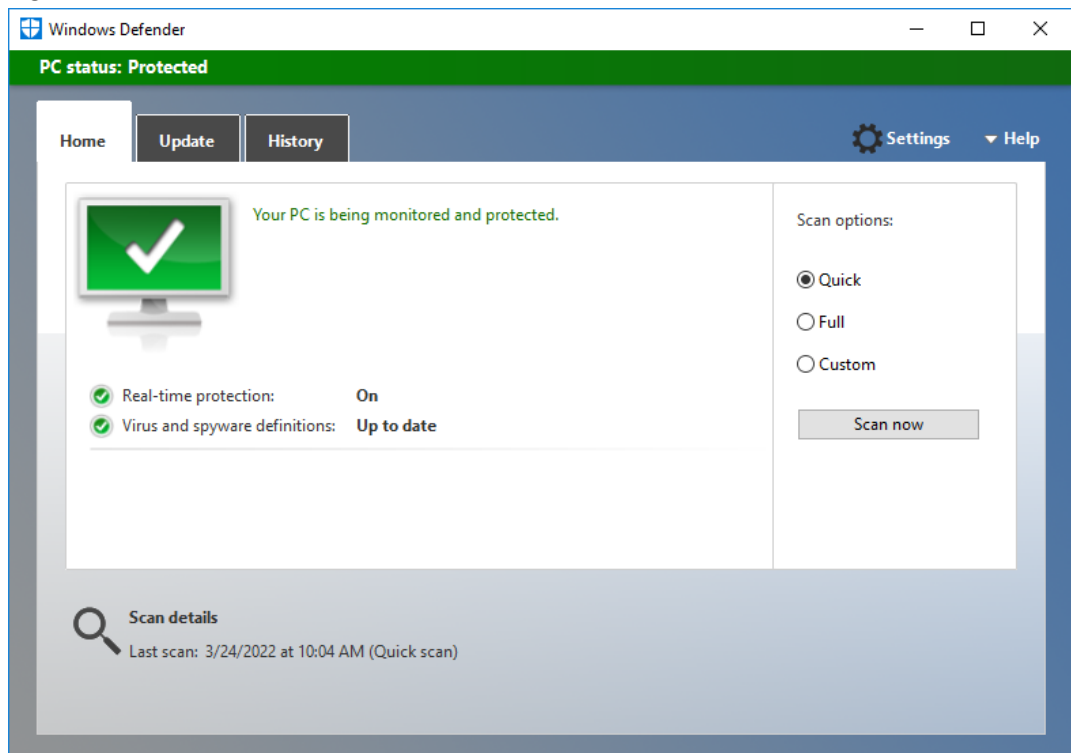 Windows Defender
PC status: Protected
Home
Update
History
Settings
Help
Your PC is being monitored and protected.
Scan options:
Quick
Full
Custom
Real-time protection: On
Virus and spyware definitions: Up to date
Scan now
Scan details
Last scan: 3/24/2022 at 10:04 AM (Quick scan)